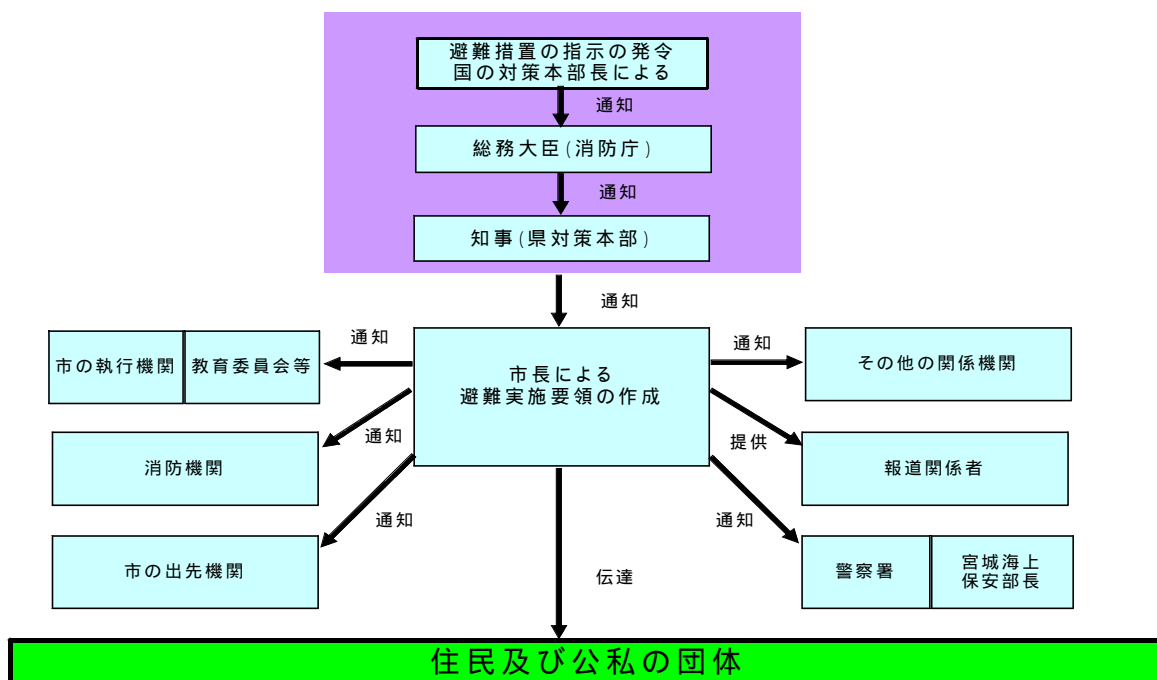 避難措置の指示の発令
国の対策本部長による
通知
総務大臣(消防庁)
通知
知事(県対策本部)
通知
市の執行機関
教育委員会等
通知
市長による
避難実施要領の作成
通知
その他の関係機関
消防機関
通知
提供
報道関係者
市の出先機関
通知
通知
警察署
宮城海上
保安部長
伝達
住民及び公私の団体